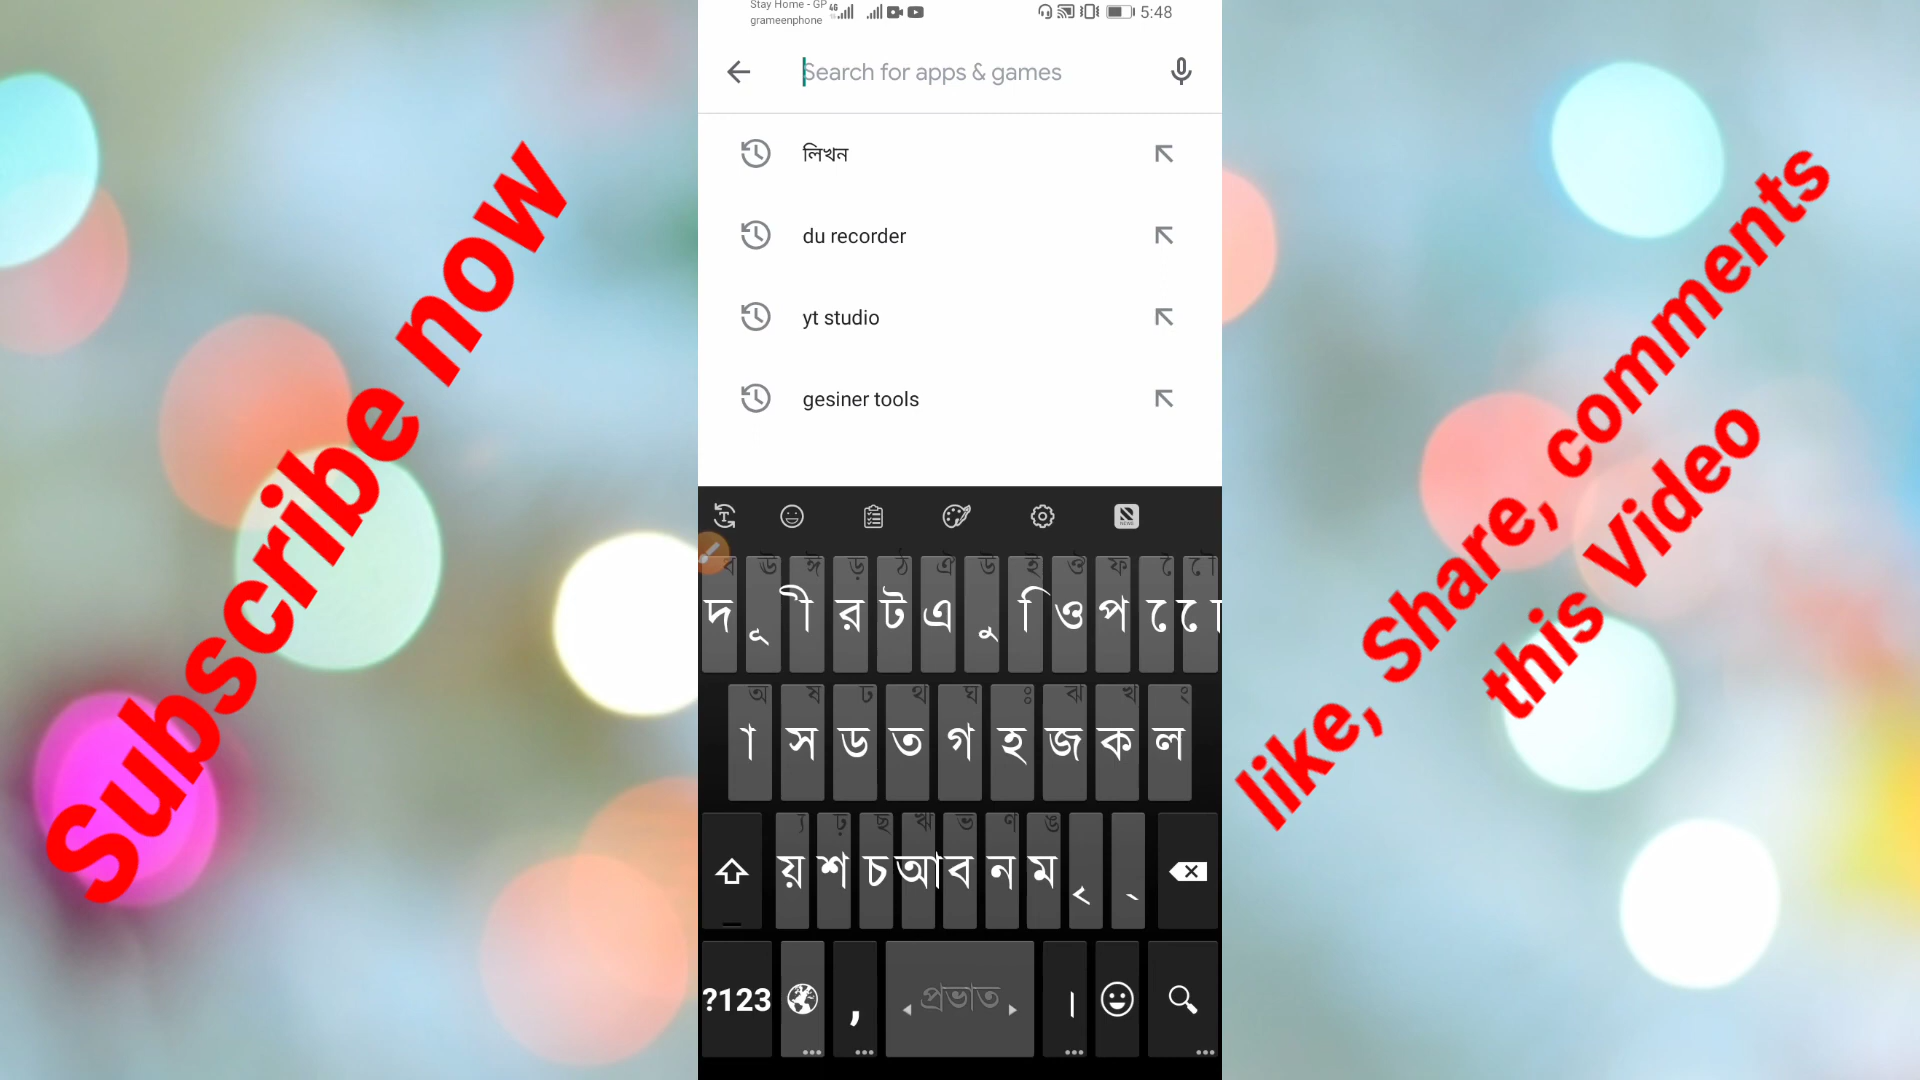 Stay Home - GP
grameenphone
4G
5:48
Search for apps & games
লিখন
du recorder
yt studio
gesiner tools
ব ঊ ঈ ড় ঠ ঐ উ ই ঔ ফ ৈ ৌ
দ ূ ী র ট এ ু ি ও প ে ো
অ ষ ঢ থ ঘ ঃ ঝ খ ং
া স ড ত গ হ জ ক ল
্য ঢ় ছ ঋ ভ ণ ঙ
য় শ চ আ ব ন ম ৃ ্
?123 , প্রভাত ।
Subscribe now
like, Share, comments
this Video